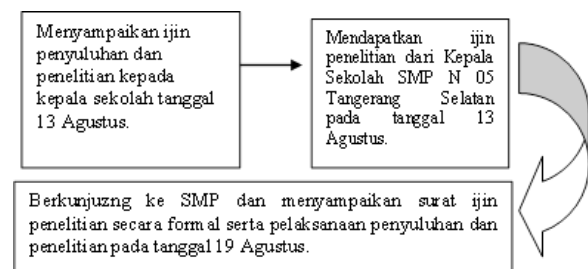 Menyampaikan ijin
penyuluhan dan
penelitian kepada
kepala sekolah tanggal
13 Agustus.
Mendapatkan ijin
penelitian dari Kepala
Sekolah SMP N 05
Tangerang Selatan
pada tanggal 13
Agustus.
Berkunjuzng ke SMP dan menyampaikan surat ijin
penelitian secara formal serta pelaksanaan penyuluhan dan
penelitian pada tanggal 19 Agustus.